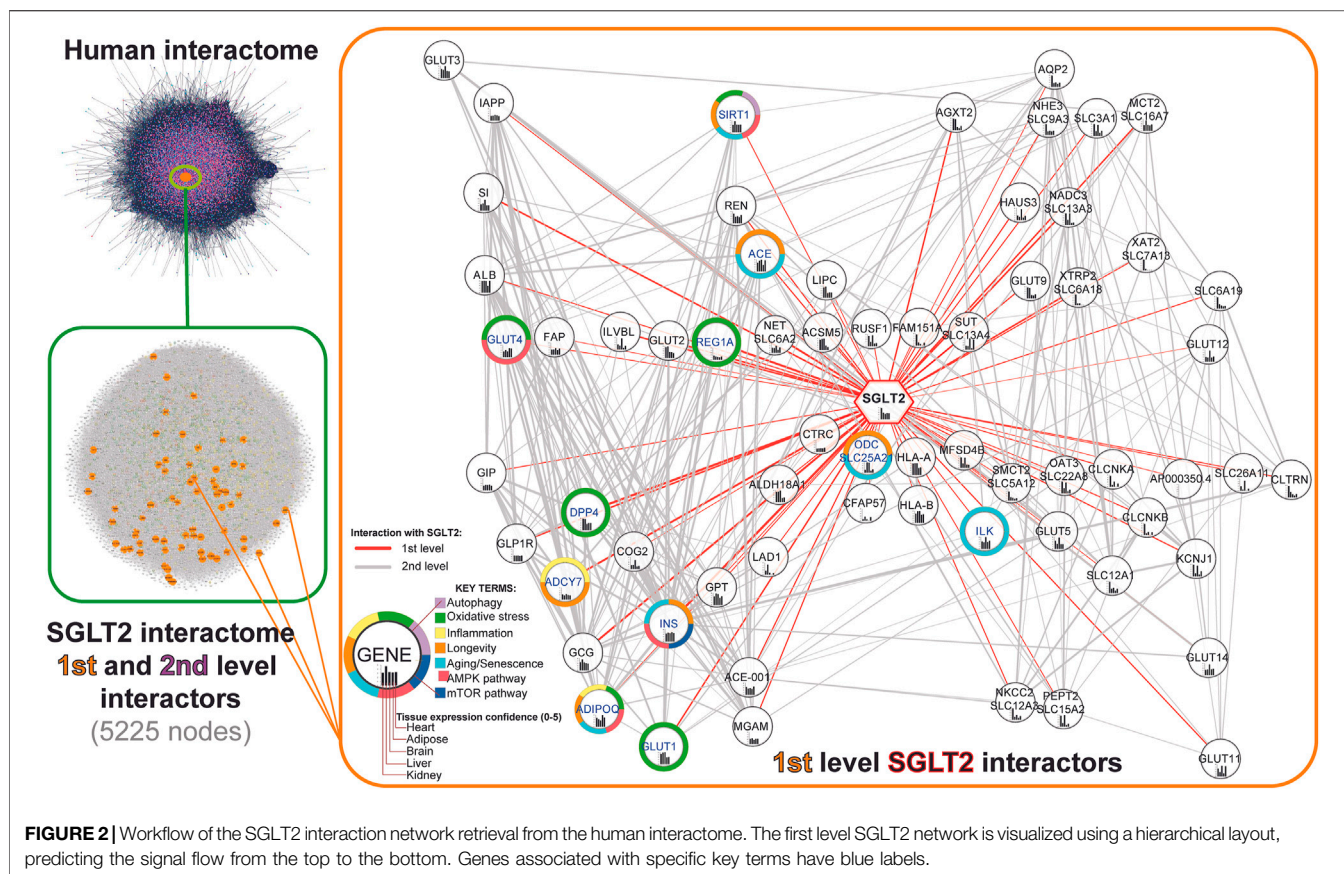 Human interactome
SGLT2 interactome
1st and 2nd level
interactors
(5225 nodes)
GLUT3
IAPP
SIRT1
AGXT2
AQP2
NHE3
SLC9A3
SLC3A1
MCT2
SLC16A7
SI
REN
HAUS3
NADC3
SLC13A3
ACE
XAT2
SLC7A13
ALB
LIPC
GLUT9
XTRP2
SLC6A18
SLC6A19
GLUT4
FAP
ILVBL
GLUT2
REG1A
NET
SLC6A2
ACSM5
RUSF1
FAM151A
SUT
SLC13A4
GLUT12
SGLT2
CTRC
ODC
SLC25A21
HLA-A
MFSD4B
GIP
ALDH18A1
SMCT2
SLC5A12
OAT3
SLC22A8
CLCNKA
AP000350.4
SLC26A11
CLTRN
DPP4
CFAP57
HLA-B
CLCNKB
GLP1R
COG2
ILK
GLUT5
LAD1
KCNJ1
ADCY7
GPT
SLC12A1
INS
GCG
GLUT14
ACE-001
NKCC2
SLC12A2
PEPT2
SLC15A2
ADIPOQ
MGAM
GLUT1
GLUT11
Interaction with SGLT2:
1st level
2nd level
KEY TERMS:
Autophagy
Oxidative stress
Inflammation
Longevity
Aging/Senescence
AMPK pathway
mTOR pathway
GENE
Tissue expression confidence (0-5)
Heart
Adipose
Brain
Liver
Kidney
1st level SGLT2 interactors
FIGURE 2 | Workflow of the SGLT2 interaction network retrieval from the human interactome. The first level SGLT2 network is visualized using a hierarchical layout,
predicting the signal flow from the top to the bottom. Genes associated with specific key terms have blue labels.